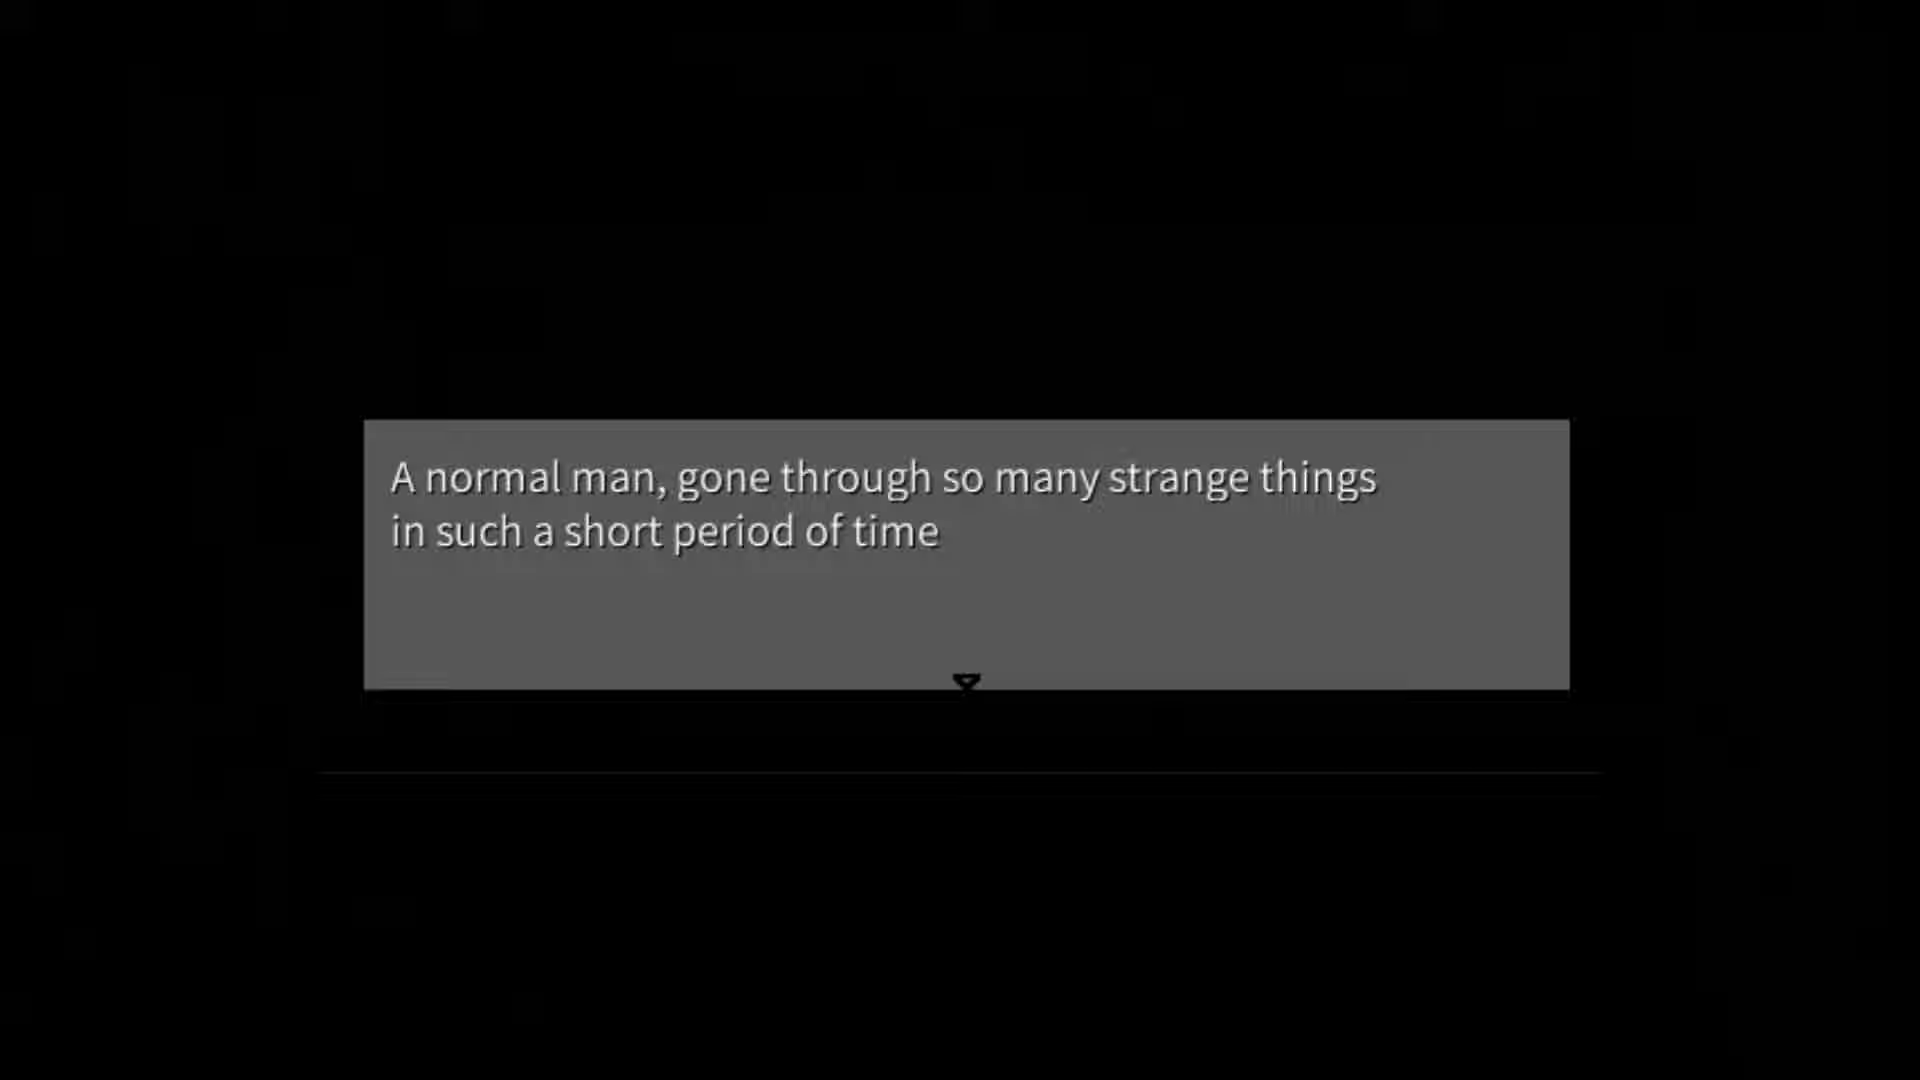 A normal man, gone through so many strange things
in such a short period of time